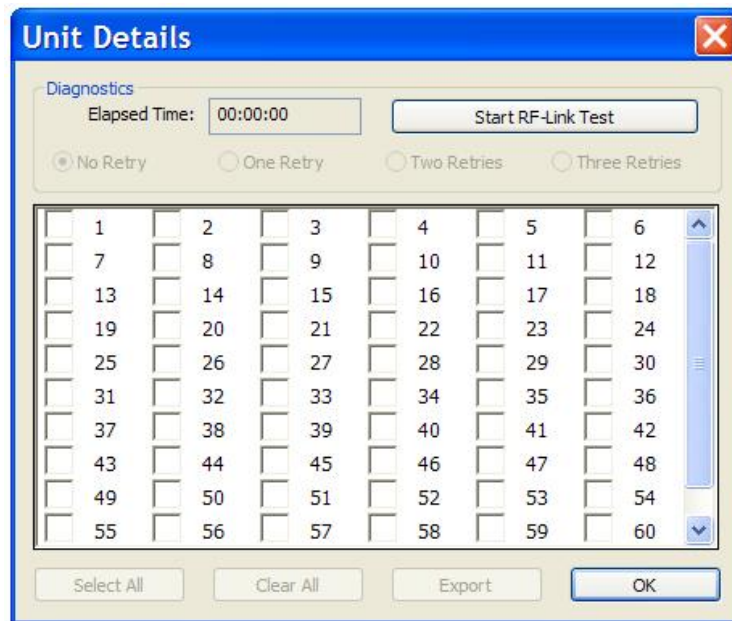 Unit Details
Diagnostics
Elapsed Time: 00:00:00 Start RF-Link Test
No Retry One Retry Two Retries Three Retries
1 2 3 4 5 6
7 8 9 10 11 12
13 14 15 16 17 18
19 20 21 22 23 24
25 26 27 28 29 30
31 32 33 34 35 36
37 38 39 40 41 42
43 44 45 46 47 48
49 50 51 52 53 54
55 56 57 58 59 60
Select All Clear All Export OK